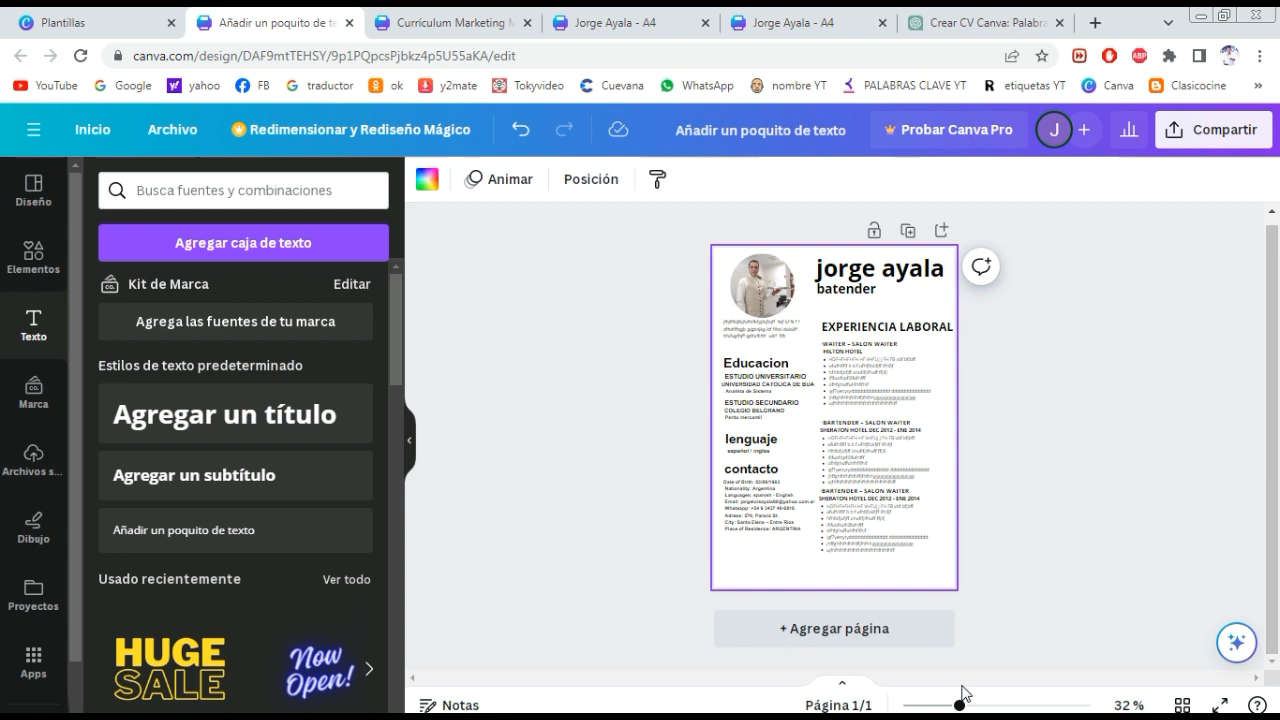 Plantillas
Añadir un poquito de te
Currículum Marketing
Jorge Ayala - A4
Jorge Ayala - A4
Crear CV Canva: Palabra
canva.com/design/DAF9mtTEHSY/9p1PQpcsPjbkz4p5U55aKA/edit
YouTube
Google
yahoo
FB
traductor
ok
y2mate
Tokyvideo
Cuevana
WhatsApp
nombre YT
PALABRAS CLAVE YT
etiquetas YT
Canva
Clasicocine
Inicio
Archivo
Redimensionar y Rediseño Mágico
Añadir un poquito de texto
Probar Canva Pro
J
Compartir
Diseño
Elementos
Texto
Marca
Archivos s...
Dibujo
Proyectos
Apps
Busca fuentes y combinaciones
Agregar caja de texto
Kit de Marca
Editar
Agrega las fuentes de tu marca
Estilos de texto predeterminado
Agregar un título
Agregar un subtítulo
Añadir un poquito de texto
Usado recientemente
Ver todo
HUGE
SALE
Now
Open!
Animar
Posición
jorge ayala
batender
Educacion
ESTUDIO UNIVERSITARIO
UNIVERSIDAD CATOLICA DE BUA
Analista de Sistema
ESTUDIO SECUNDARIO
COLEGIO BELGRANO
Perito mercantil
lenguaje
español / ingles
contacto
Nationality: Argentina
Languages: spanish - English
City: Santa Elena – Entre Rios
Place of Residence: ARGENTINA
EXPERIENCIA LABORAL
WAITER – SALON WAITER
HILTON HOTEL
BARTENDER – SALON WAITER
SHERATON HOTEL DEC 2012 - ENE 2014
BARTENDER – SALON WAITER
SHERATON HOTEL DEC 2012 - ENE 2014
+ Agregar página
Notas
Página 1/1
32 %